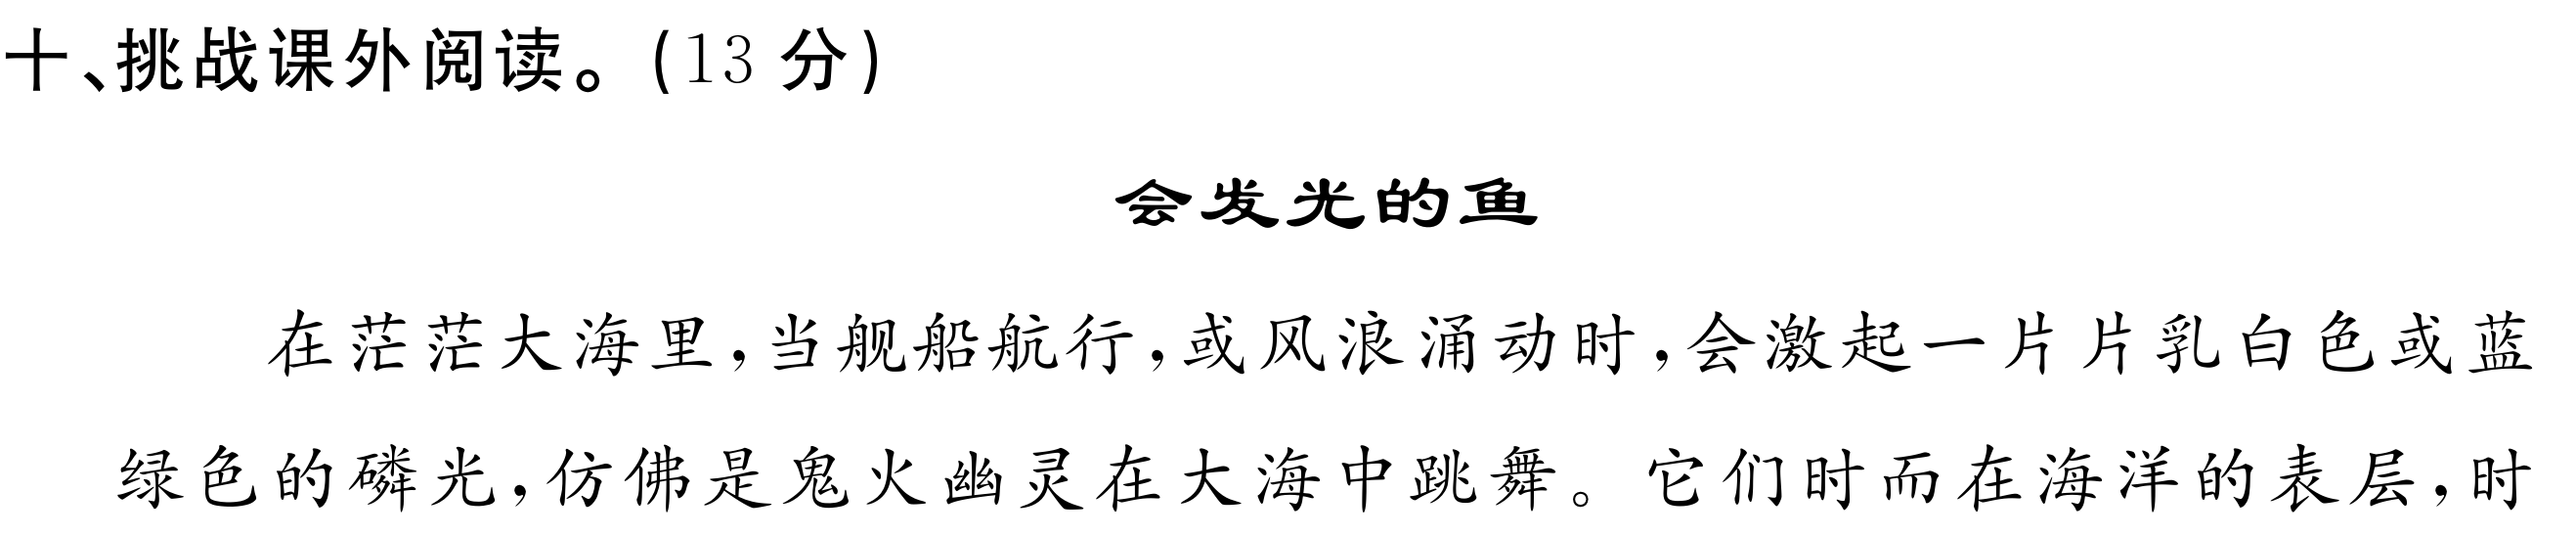 十、挑战课外阅读。(13 分)
会发光的鱼
在茫茫大海里,当舰船航行,或风浪涌动时,会激起一片片乳白色或蓝
绿色的磷光,仿佛是鬼火幽灵在大海中跳舞。它们时而在海洋的表层,时